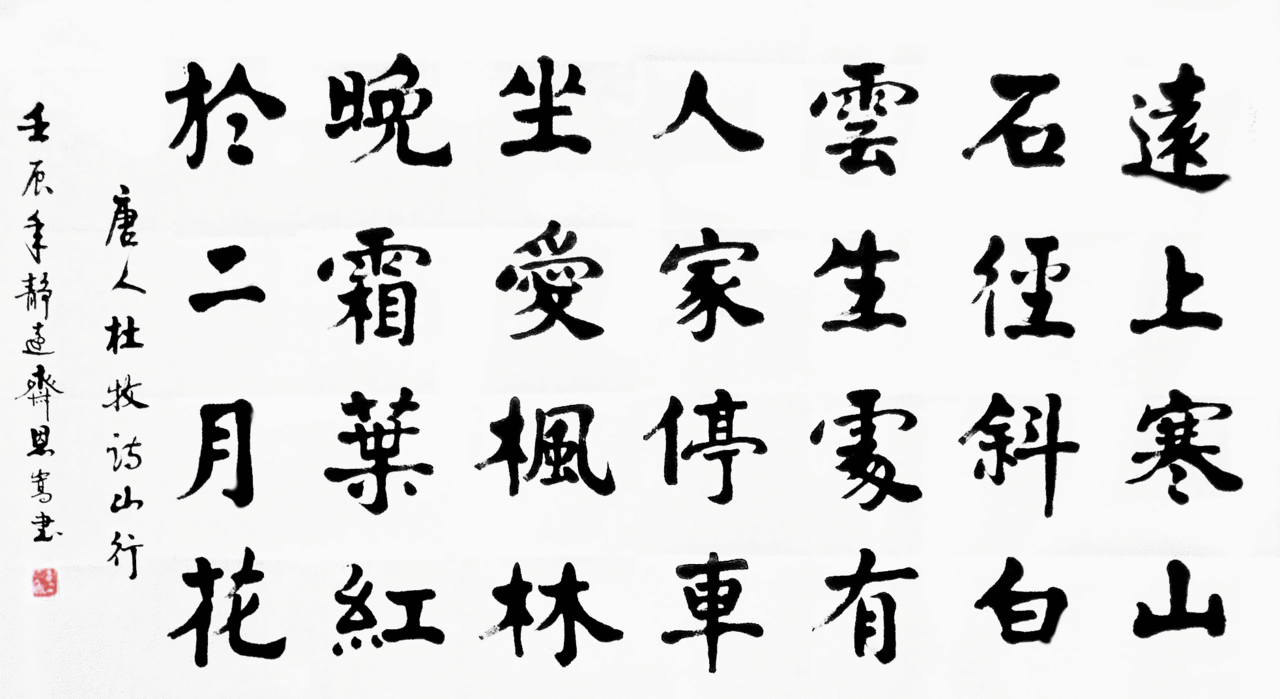 遠上寒山
石徑斜白
雲生處有
人家停車
坐愛楓林
晚霜葉紅
於二月花
唐人杜牧詩山行
壬辰年靜遠齋恩嵩書